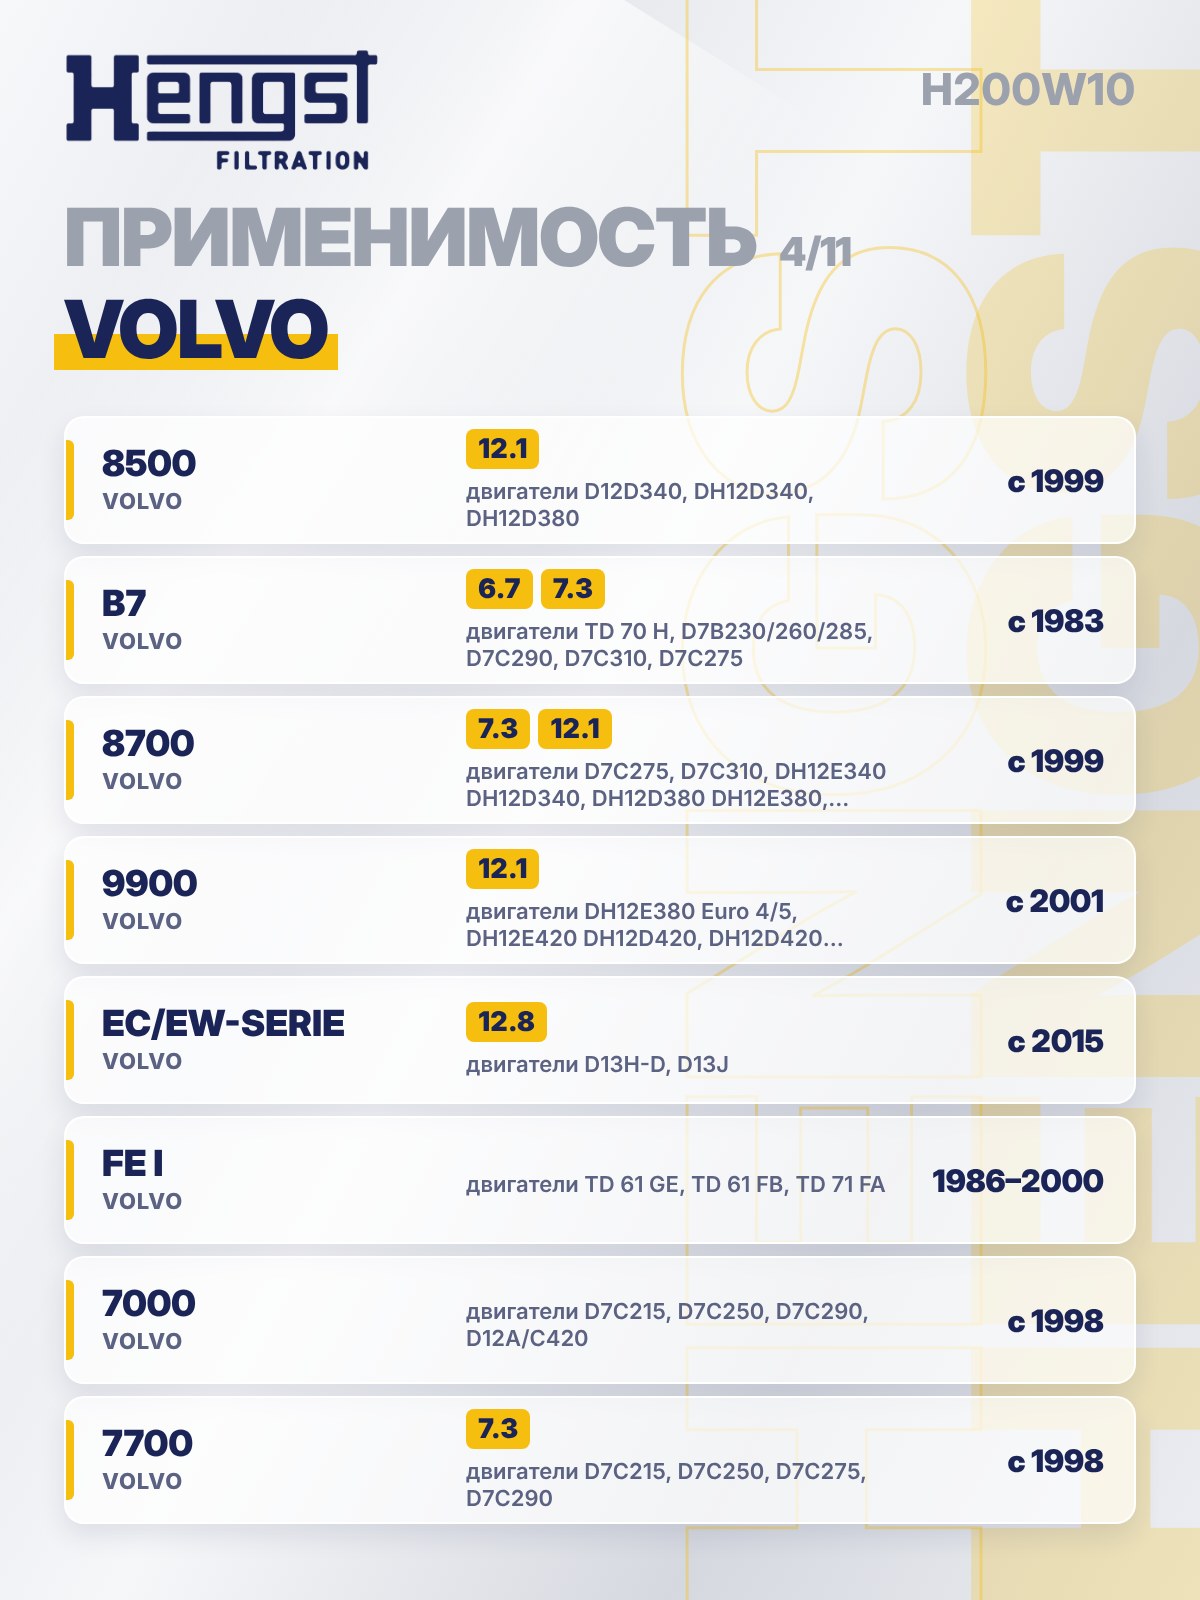 Hengst
FILTRATION
H200W10
ПРИМЕНИМОСТЬ 4/11
VOLVO
8500
VOLVO
12.1
двигатели D12D340, DH12D340,
DH12D380
с 1999
B7
VOLVO
6.7 7.3
двигатели TD 70 H, D7B230/260/285,
D7C290, D7C310, D7C275
с 1983
8700
VOLVO
7.3 12.1
двигатели D7C275, D7C310, DH12E340
DH12D340, DH12D380 DH12E380,...
с 1999
9900
VOLVO
12.1
двигатели DH12E380 Euro 4/5,
DH12E420 DH12D420, DH12D420...
с 2001
EC/EW-SERIE
VOLVO
12.8
двигатели D13H-D, D13J
с 2015
FE I
VOLVO
двигатели TD 61 GE, TD 61 FB, TD 71 FA
1986–2000
7000
VOLVO
двигатели D7C215, D7C250, D7C290,
D12A/C420
с 1998
7700
VOLVO
7.3
двигатели D7C215, D7C250, D7C275,
D7C290
с 1998
HENGST
HENGST